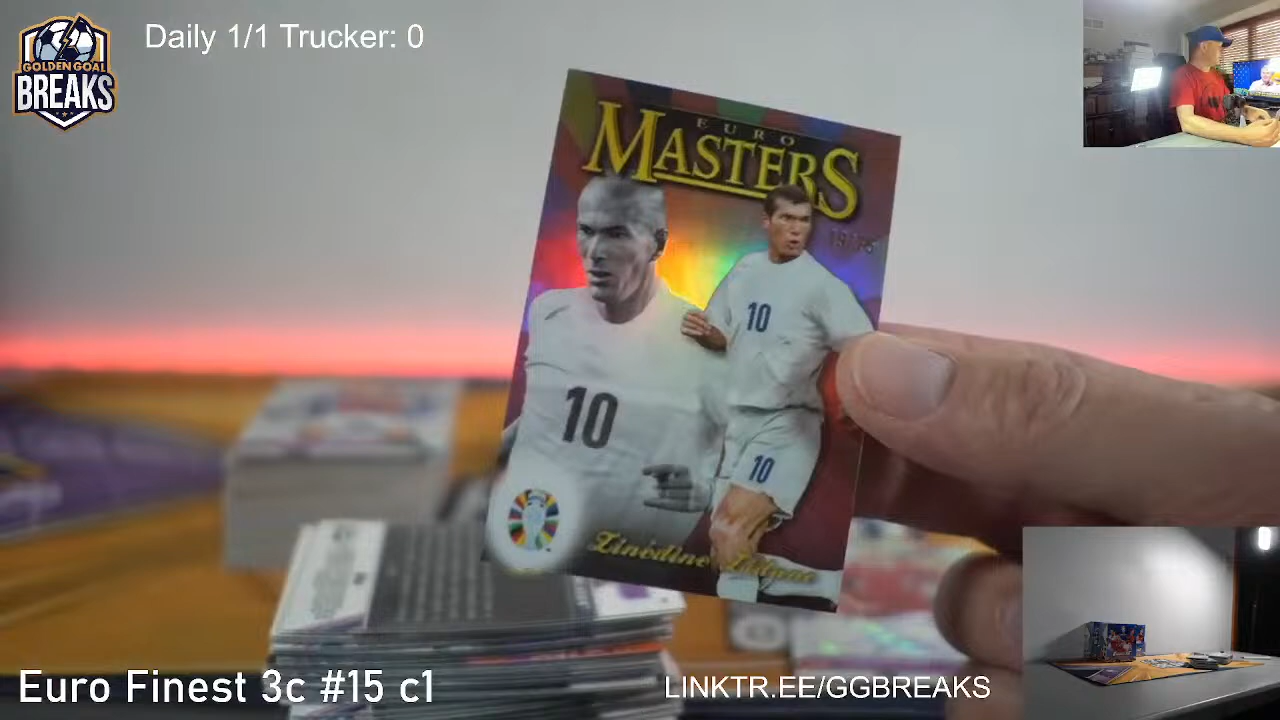 Daily 1/1 Trucker: 0
GOLDEN GOAL
BREAKS
EURO
MASTERS
10
10
10
Zinédine Zidane
Euro Finest 3c #15 c1
LINKTR.EE/GGBREAKS